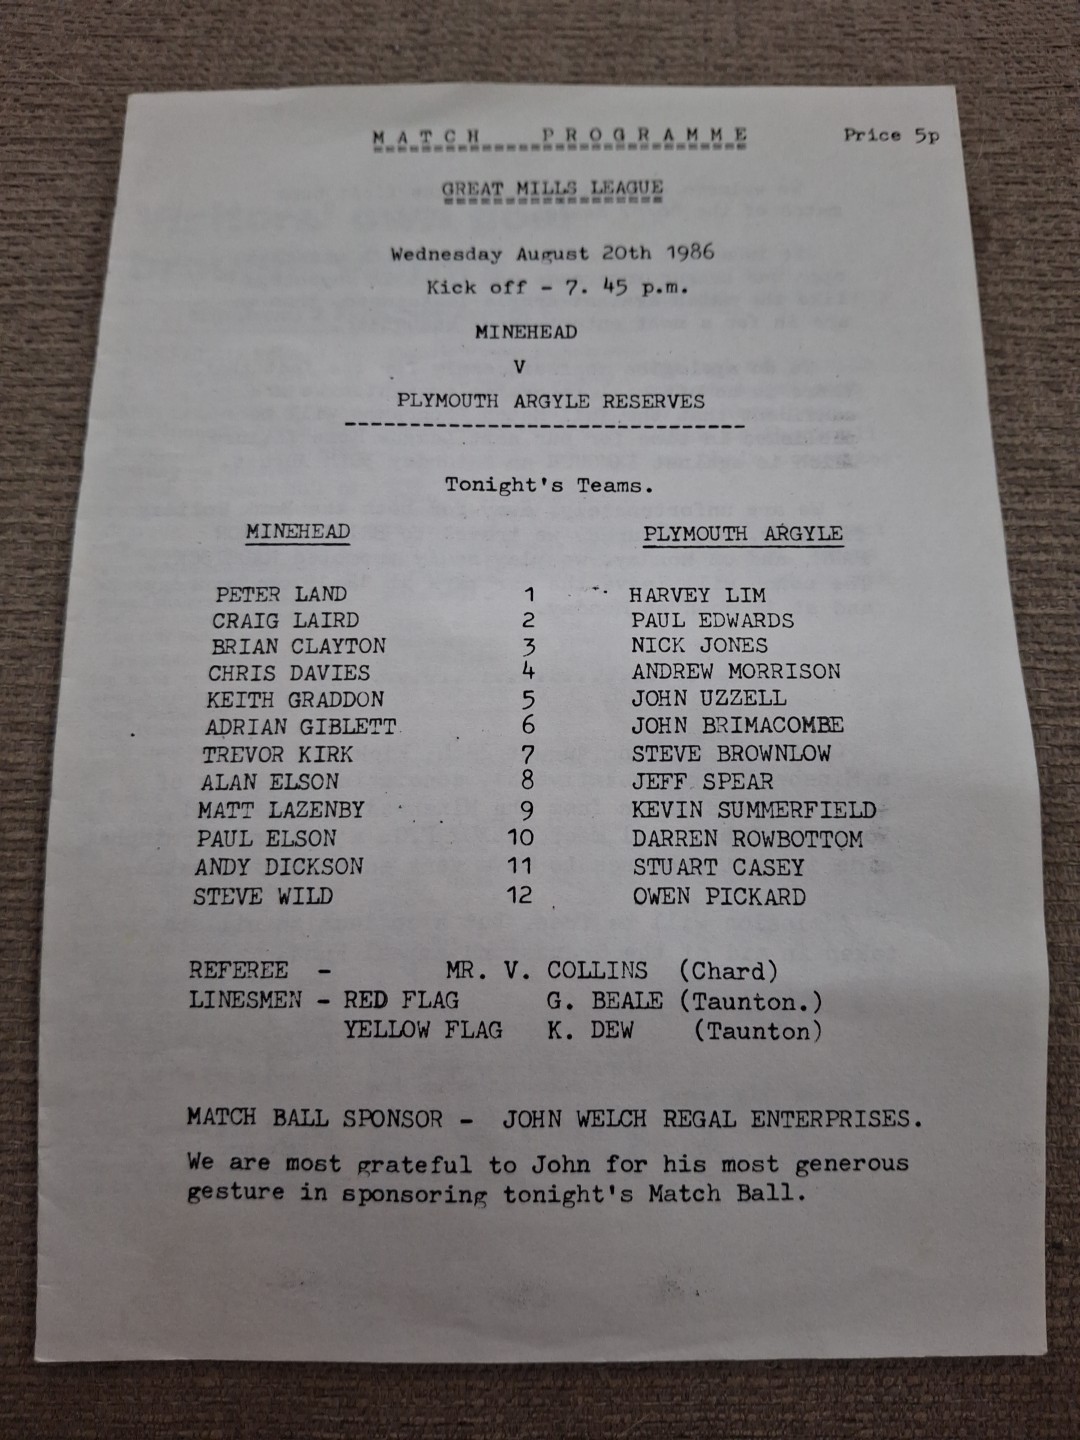 MATCH PROGRAMME Price 5p
GREAT MILLS LEAGUE
Wednesday August 20th 1986
Kick off - 7. 45 p.m.
MINEHEAD
V
PLYMOUTH ARGYLE RESERVES
Tonight's Teams.
MINEHEAD PLYMOUTH ARGYLE
PETER LAND 1 HARVEY LIM
CRAIG LAIRD 2 PAUL EDWARDS
BRIAN CLAYTON 3 NICK JONES
CHRIS DAVIES 4 ANDREW MORRISON
KEITH GRADDON 5 JOHN UZZELL
ADRIAN GIBLETT 6 JOHN BRIMACOMBE
TREVOR KIRK 7 STEVE BROWNLOW
ALAN ELSON 8 JEFF SPEAR
MATT LAZENBY 9 KEVIN SUMMERFIELD
PAUL ELSON 10 DARREN ROWBOTTOM
ANDY DICKSON 11 STUART CASEY
STEVE WILD 12 OWEN PICKARD
REFEREE - MR. V. COLLINS (Chard)
LINESMEN - RED FLAG G. BEALE (Taunton.)
YELLOW FLAG K. DEW (Taunton)
MATCH BALL SPONSOR - JOHN WELCH REGAL ENTERPRISES.
We are most grateful to John for his most generous
gesture in sponsoring tonight's Match Ball.